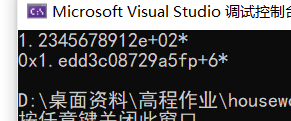 Microsoft Visual Studio 调试控制台
1.2345678912e+02*
0x1.edd3c08729a5fp+6*
D:\桌面资料\高程作业\housewo
按任意键关闭此窗口